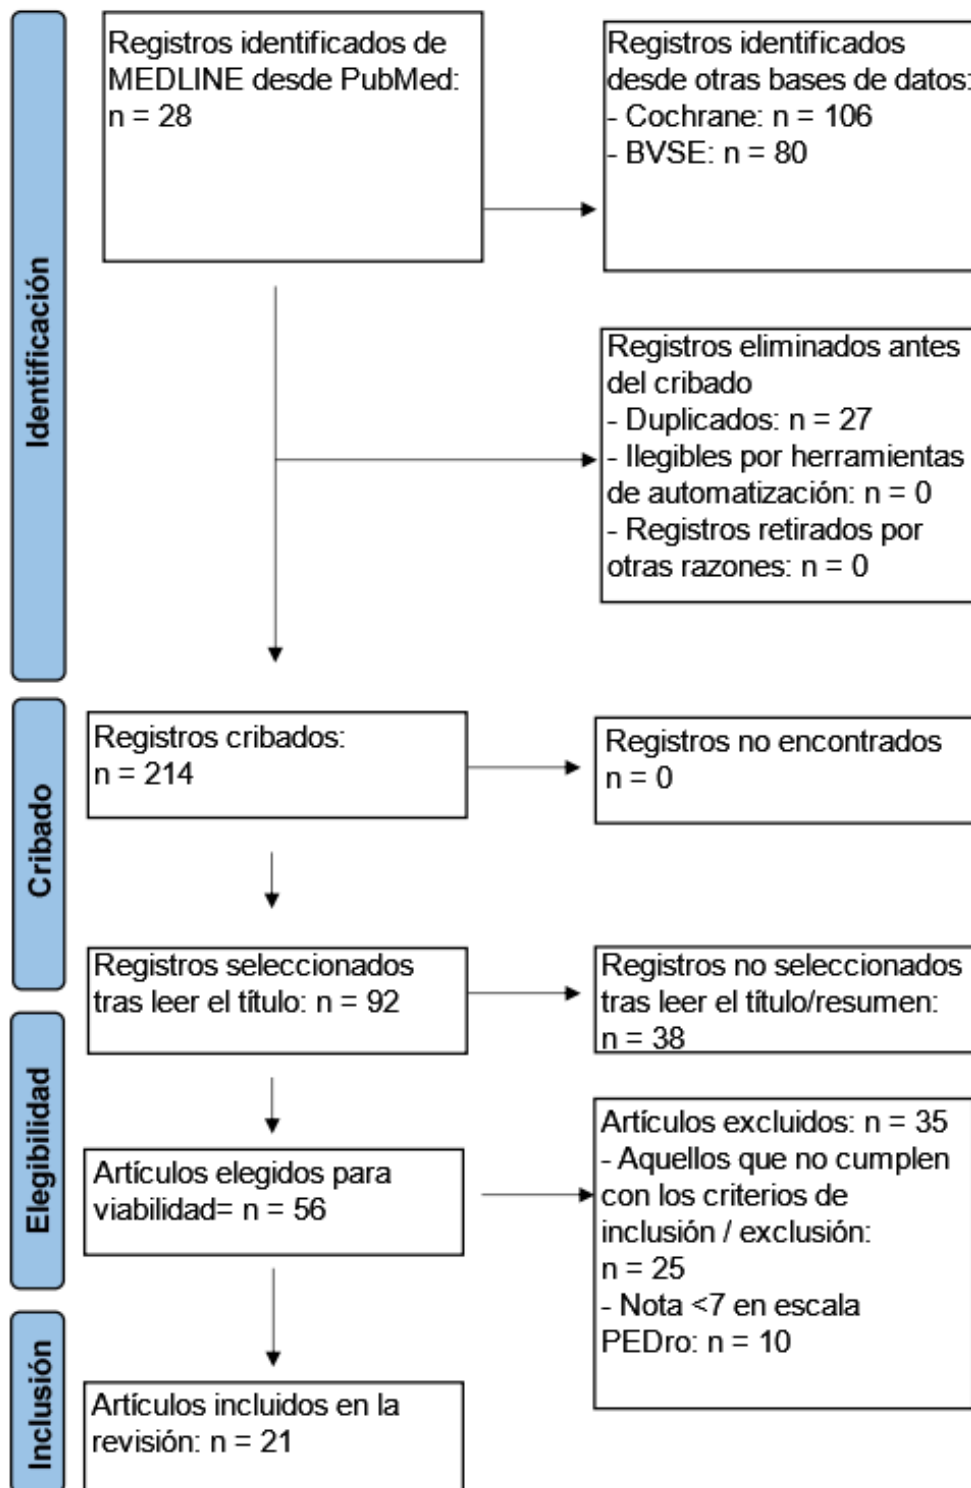 Identificación
Registros identificados de
MEDLINE desde PubMed:
n = 28
Registros identificados
desde otras bases de datos:
- Cochrane: n = 106
- BVSE: n = 80
Registros eliminados antes
del cribado
- Duplicados: n = 27
- Ilegibles por herramientas
de automatización: n = 0
- Registros retirados por
otras razones: n = 0
Cribado
Registros cribados:
n = 214
Registros no encontrados
n = 0
Registros seleccionados
tras leer el título: n = 92
Registros no seleccionados
tras leer el título/resumen:
n = 38
Elegibilidad
Artículos elegidos para
viabilidad= n = 56
Artículos excluidos: n = 35
- Aquellos que no cumplen
con los criterios de
inclusión / exclusión:
n = 25
- Nota <7 en escala
PEDro: n = 10
Inclusión
Artículos incluidos en la
revisión: n = 21